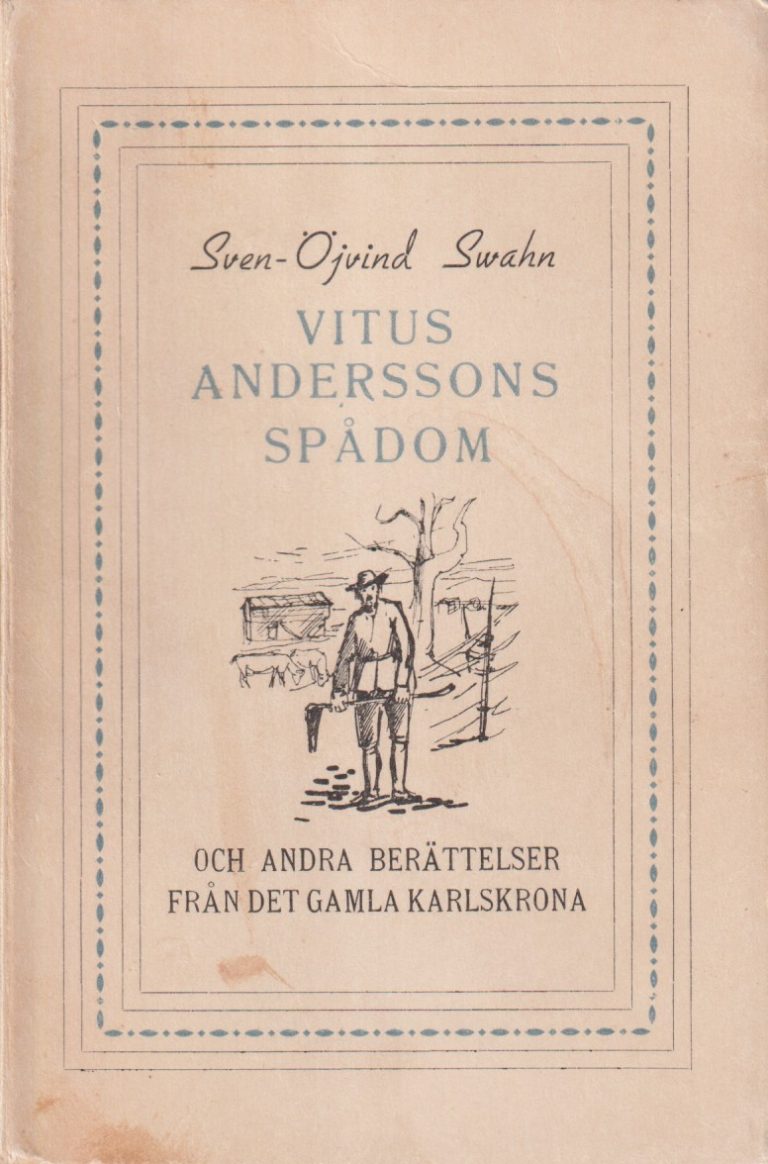 Sven-Öjvind Swahn
VITUS
ANDERSSONS
SPÅDOM
OCH ANDRA BERÄTTELSER
FRÅN DET GAMLA KARLSKRONA